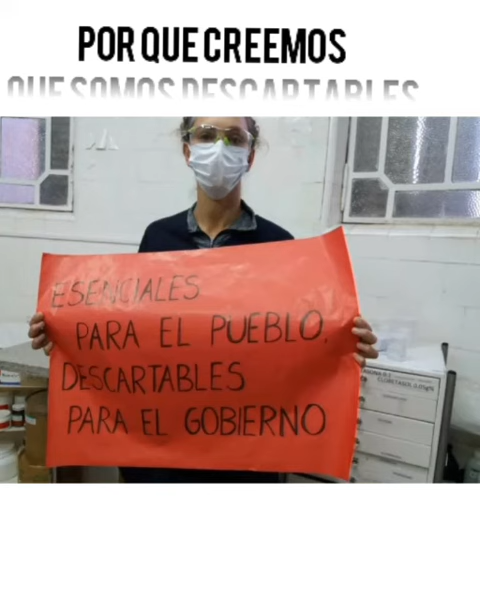 POR QUE CREEMOS
QUE SOMOS DESCARTABLES
ESENCIALES
PARA EL PUEBLO,
DESCARTABLES
PARA EL GOBIERNO